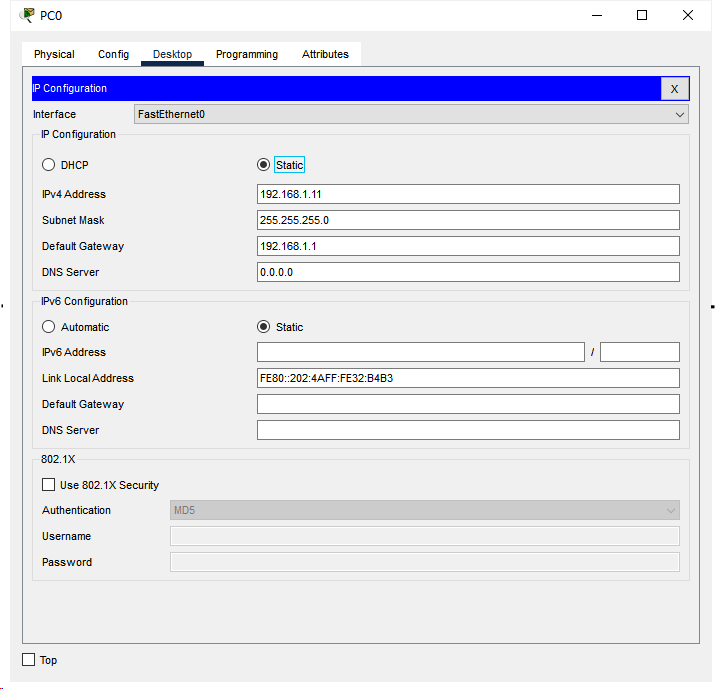 PC0
Physical Config Desktop Programming Attributes
IP Configuration X
Interface FastEthernet0
IP Configuration
DHCP Static
IPv4 Address 192.168.1.11
Subnet Mask 255.255.255.0
Default Gateway 192.168.1.1
DNS Server 0.0.0.0
IPv6 Configuration
Automatic Static
IPv6 Address /
Link Local Address FE80::202:4AFF:FE32:B4B3
Default Gateway
DNS Server
802.1X
Use 802.1X Security
Authentication MD5
Username
Password
Top